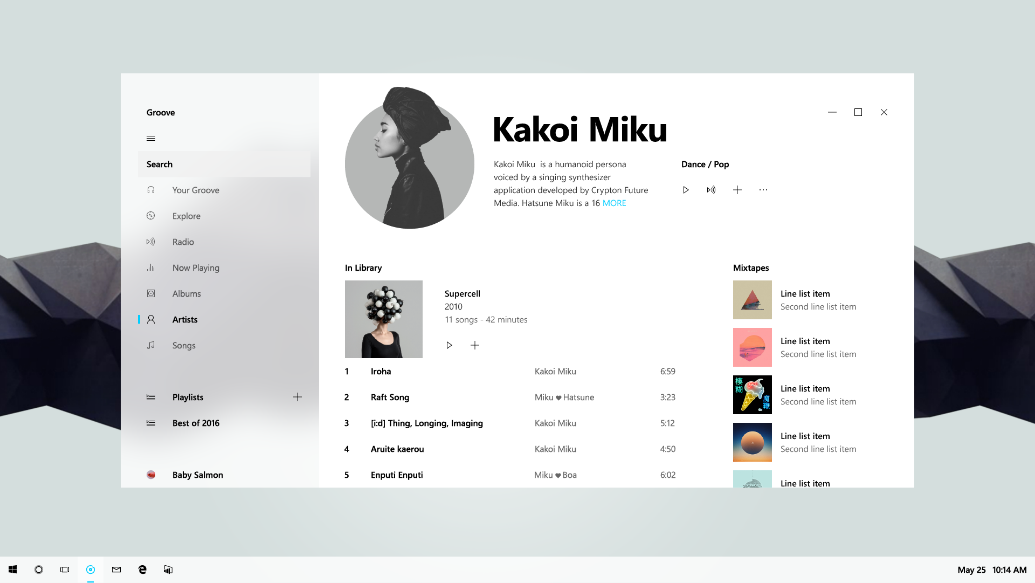 Groove
Search
Your Groove
Explore
Radio
Now Playing
Albums
Artists
Songs
Playlists
Best of 2016
Baby Salmon
Kakoi Miku
Kakoi Miku is a humanoid persona
voiced by a singing synthesizer
application developed by Crypton Future
Media. Hatsune Miku is a 16 MORE
Dance / Pop
In Library
Supercell
2010
11 songs - 42 minutes
1 Iroha Kakoi Miku 6:59
2 Raft Song Miku ❤ Hatsune 3:23
3 [i:d] Thing, Longing, Imaging Kakoi Miku 5:12
4 Aruite kaerou Kakoi Miku 4:50
5 Enputi Enputi Miku ❤ Boa 6:02
Mixtapes
Line list item
Second line list item
Line list item
Second line list item
Line list item
Second line list item
Line list item
Second line list item
Line list item
May 25 10:14 AM